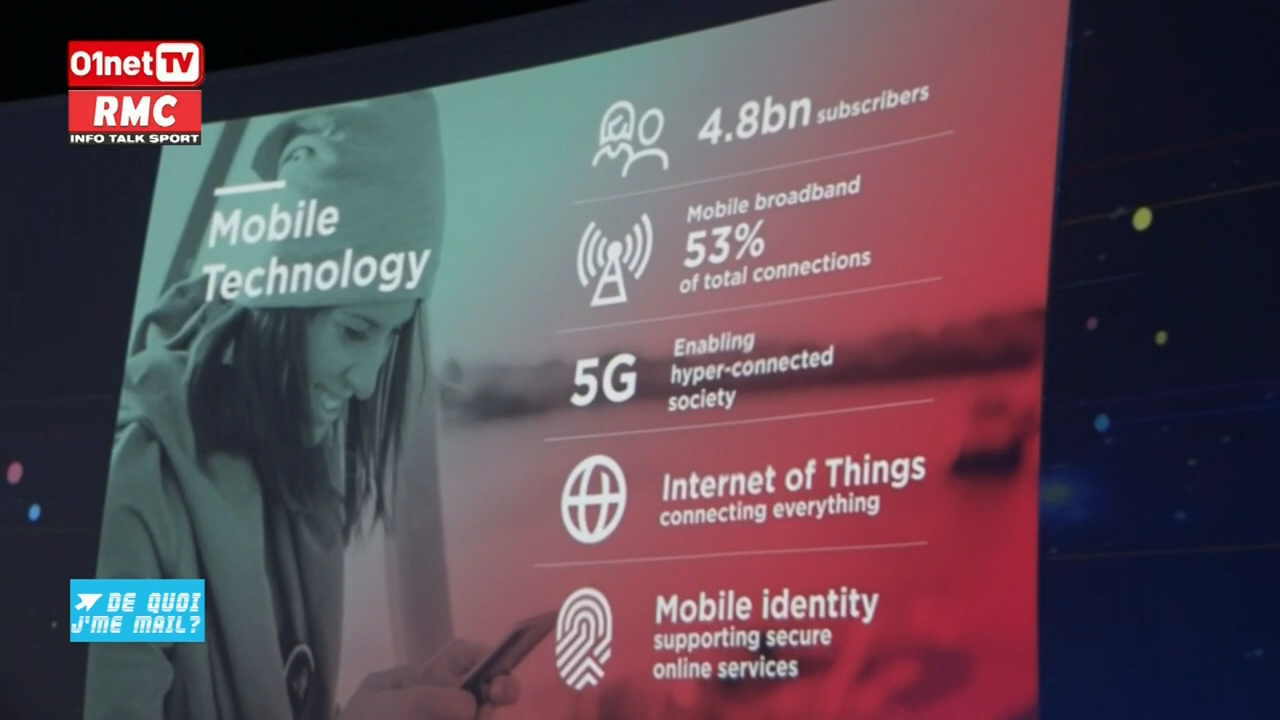 01net TV
RMC
INFO TALK SPORT
Mobile
Technology
4.8bn subscribers
Mobile broadband
53%
of total connections
5G
Enabling
hyper-connected
society
Internet of Things
connecting everything
Mobile identity
supporting secure
online services
DE QUOI
J'ME MAIL?